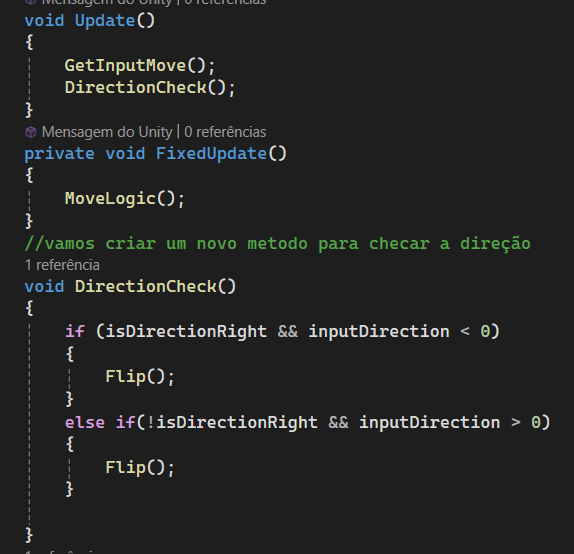 Mensagem do Unity | 0 referências
void Update()
{
GetInputMove();
DirectionCheck();
}
Mensagem do Unity | 0 referências
private void FixedUpdate()
{
MoveLogic();
}
//vamos criar um novo metodo para checar a direção
1 referência
void DirectionCheck()
{
if (isDirectionRight && inputDirection < 0)
{
Flip();
}
else if(!isDirectionRight && inputDirection > 0)
{
Flip();
}
}
1 referência